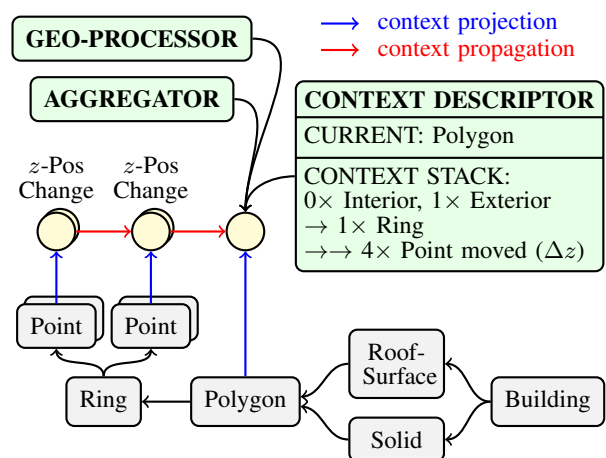 GEO-PROCESSOR
context projection
context propagation
AGGREGATOR
CONTEXT DESCRIPTOR
CURRENT: Polygon
CONTEXT STACK:
0× Interior, 1× Exterior
→ 1× Ring
→→ 4× Point moved (Δz)
z-Pos
Change
z-Pos
Change
Point
Point
Ring
Polygon
Roof-
Surface
Solid
Building